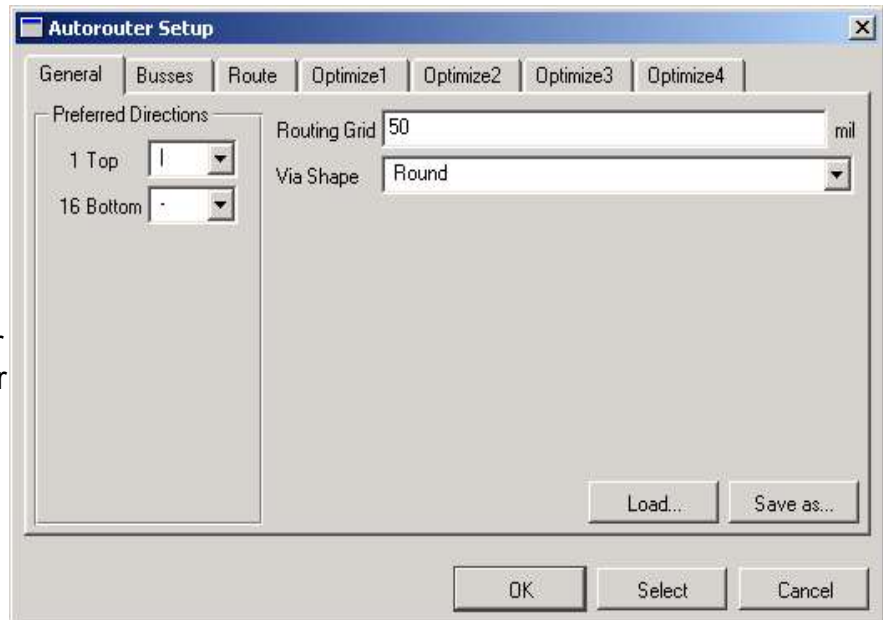 Autorouter Setup
General Busses Route Optimize1 Optimize2 Optimize3 Optimize4
Preferred Directions
1 Top |
16 Bottom -
Routing Grid 50 mil
Via Shape Round
r
Load... Save as...
OK Select Cancel